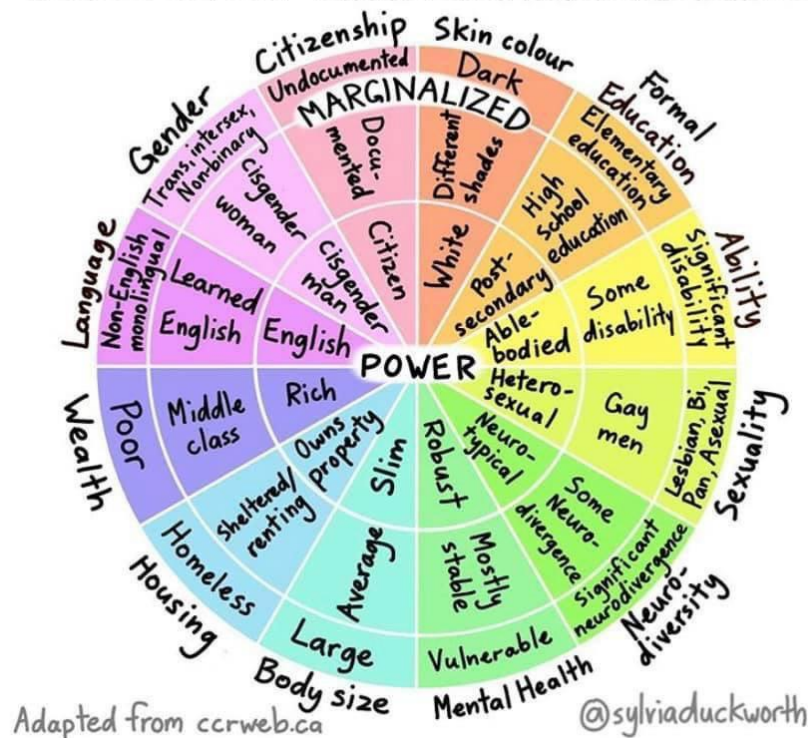 Citizenship
Undocumented
Docu-
mented
Citizen
Skin colour
Dark
Different
shades
White
Formal
Education
Elementary
education
High
School
education
Post-
secondary
Ability
Significant
disability
Some
disability
Able-
bodied
Sexuality
Lesbian, Bi,
Pan, Asexual
Gay
men
Hetero-
sexual
Neuro-
diversity
Significant
neurodivergence
Some
Neuro-
divergence
Neuro-
typical
Mental Health
Vulnerable
Mostly
stable
Robust
Body size
Large
Average
Slim
Housing
Homeless
Sheltered/
renting
Owns
property
Wealth
Poor
Middle
class
Rich
Language
Non-English
monolingual
Learned
English
English
Gender
Trans, intersex,
Non-binary
cisgender
woman
cisgender
man
MARGINALIZED
POWER
Adapted from ccrweb.ca
@sylviaduckworth